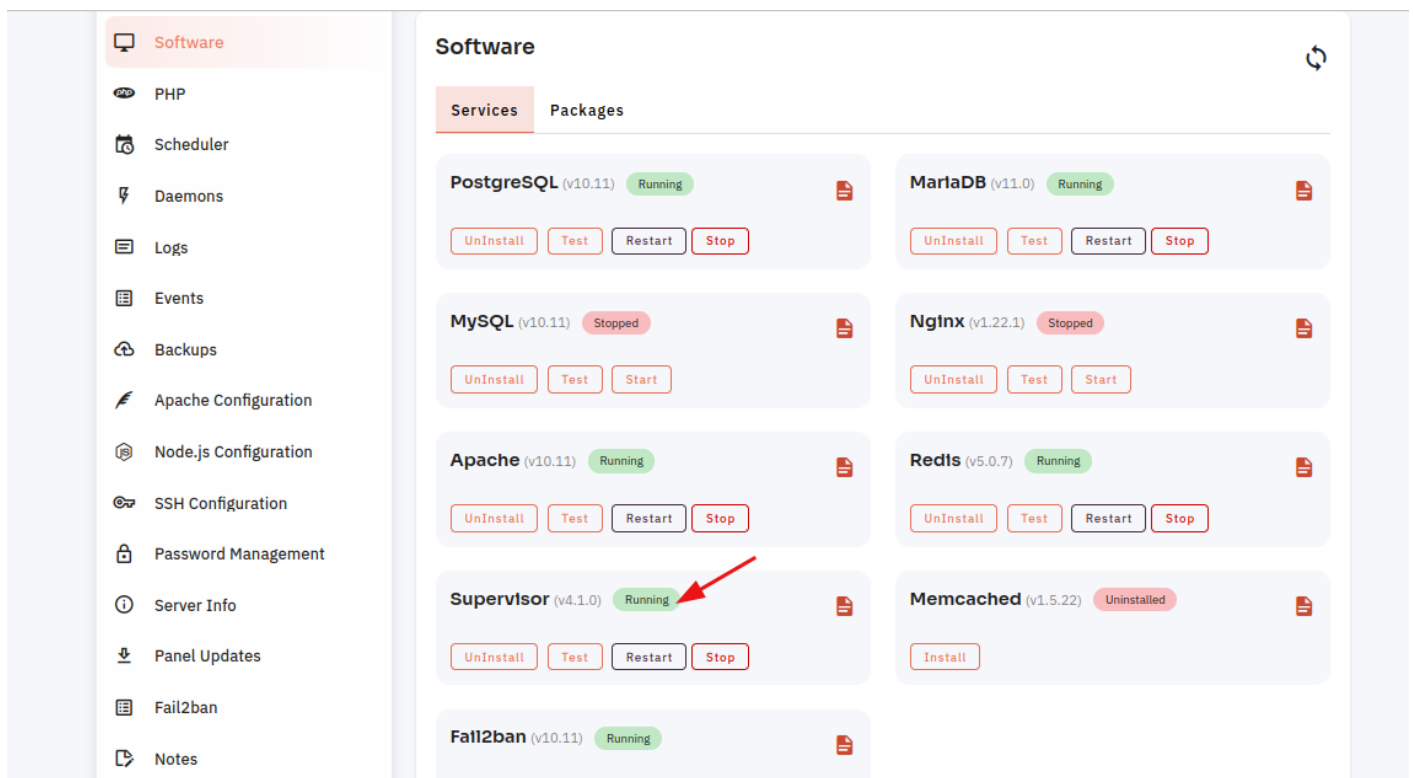 Software
PHP
Scheduler
Daemons
Logs
Events
Backups
Apache Configuration
Node.js Configuration
SSH Configuration
Password Management
Server Info
Panel Updates
Fail2ban
Notes
Software
Services Packages
PostgreSQL (v10.11) Running
UnInstall Test Restart Stop
MariaDB (v11.0) Running
UnInstall Test Restart Stop
MySQL (v10.11) Stopped
UnInstall Test Start
Nginx (v1.22.1) Stopped
UnInstall Test Start
Apache (v10.11) Running
UnInstall Test Restart Stop
Redis (v5.0.7) Running
UnInstall Test Restart Stop
Supervisor (v4.1.0) Running
UnInstall Test Restart Stop
Memcached (v1.5.22) Uninstalled
Install
Fail2ban (v10.11) Running